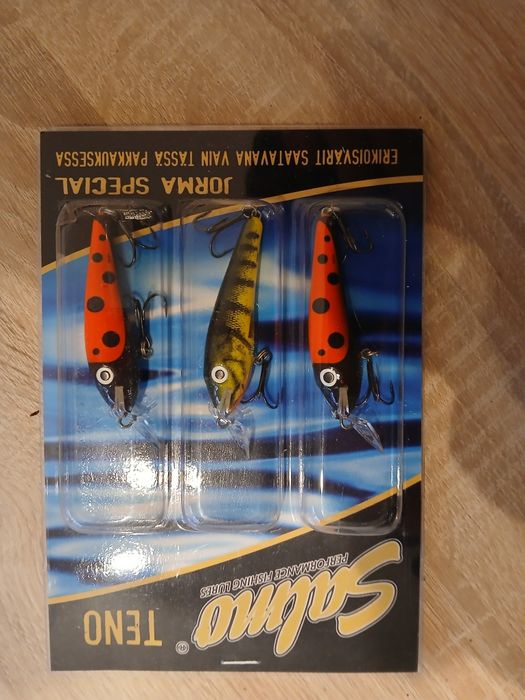 Salmo®
PERFORMANCE FISHING LURES
TENO
JORMA SPECIAL
ERIKOISVÄRIT SAATAVANA VAIN TÄSSÄ PAKKAUKSESSA